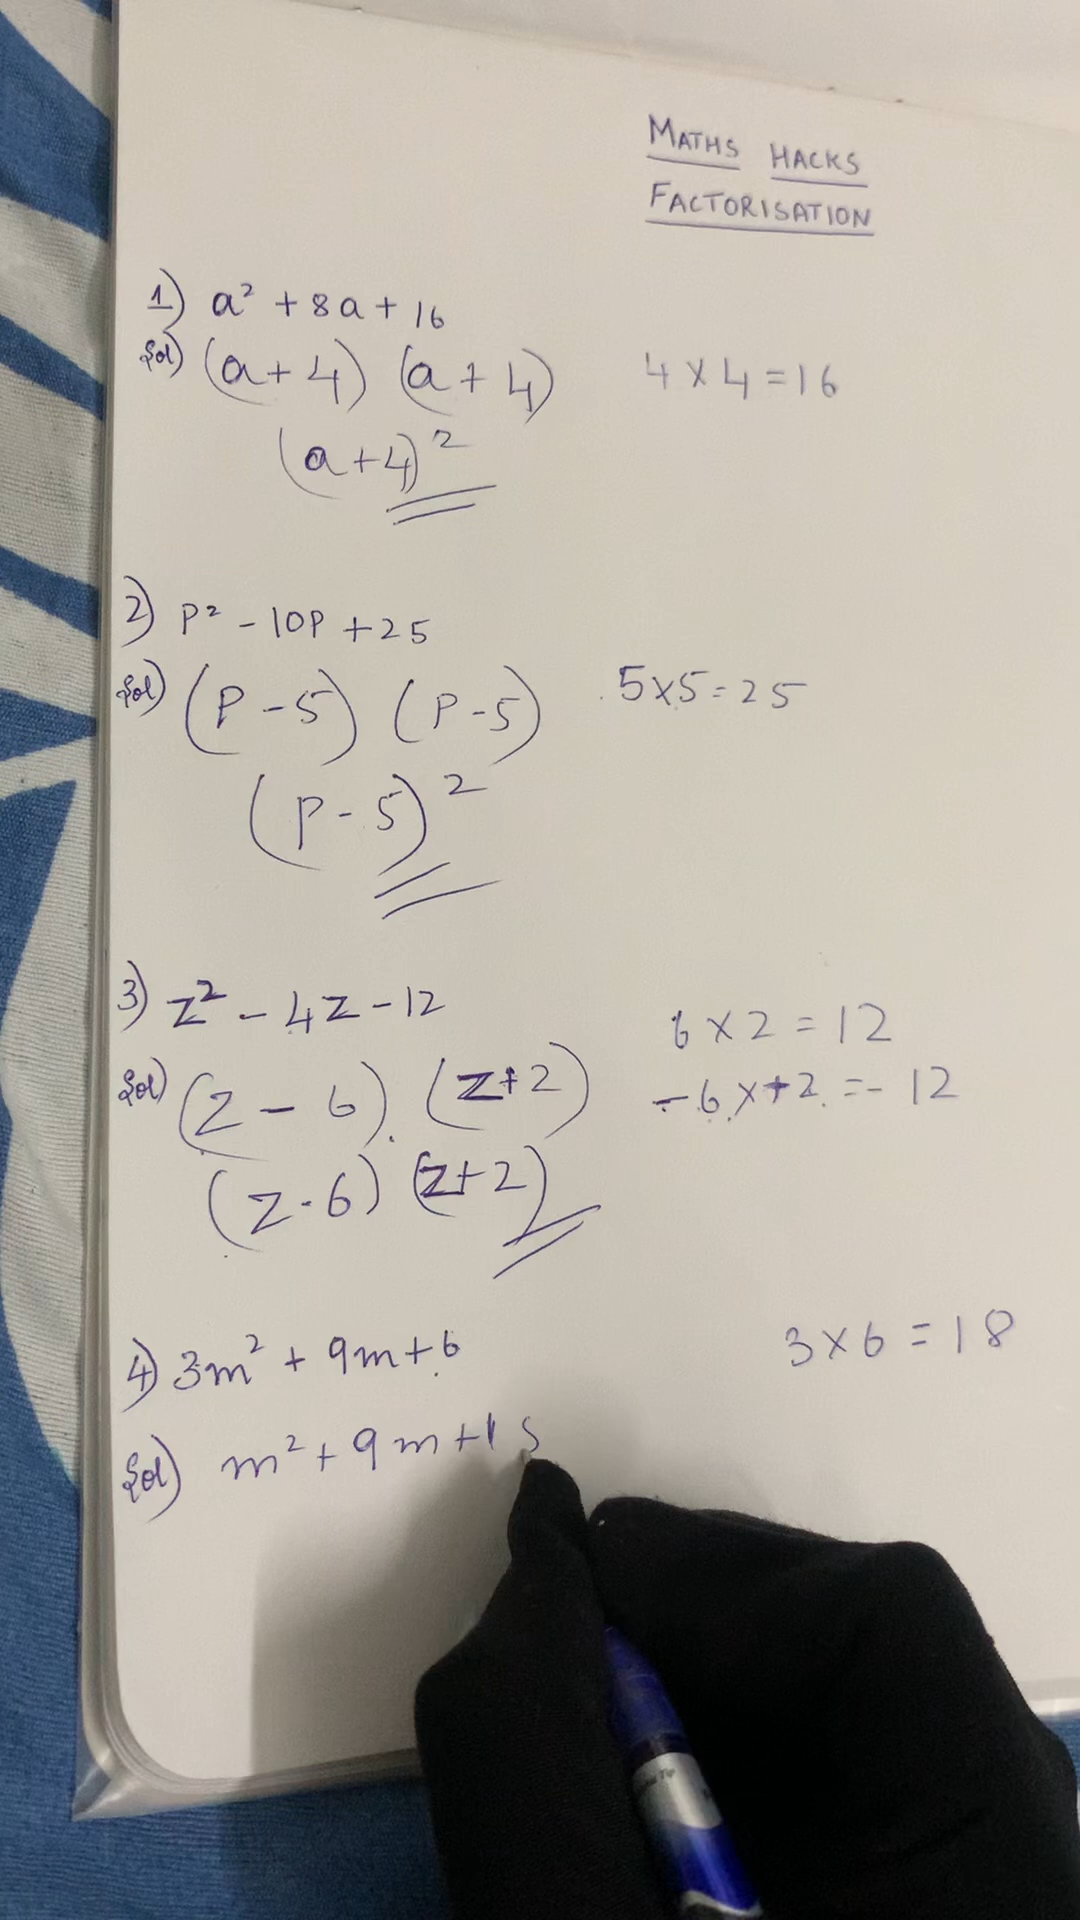 MATHS HACKS
FACTORISATION
1) a² + 8a + 16
Sol) (a + 4) (a + 4) 4 × 4 = 16
(a + 4)²
2) P² - 10P + 25
Sol) (P - 5) (P - 5) 5 × 5 = 25
(P - 5)²
3) z² - 4z - 12 6 × 2 = 12
Sol) (z - 6) (z + 2) -6 × +2 = - 12
(z - 6) (z + 2)
4) 3m² + 9m + 6 3 × 6 = 18
Sol) m² + 9m + 1